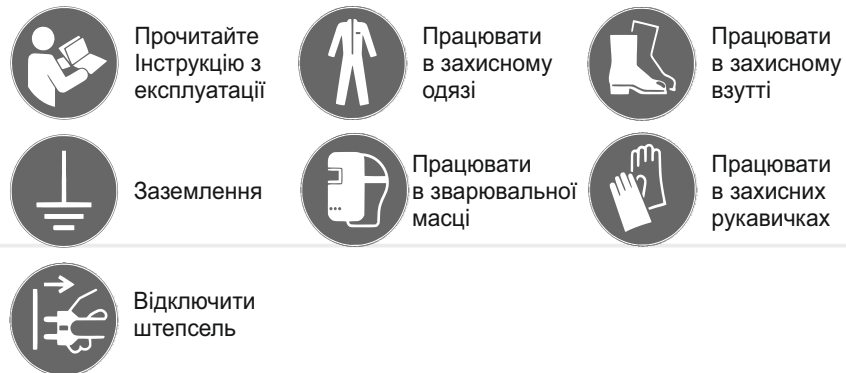 Прочитайте
Інструкцію з
експлуатації
Працювати
в захисному
одязі
Працювати
в захисному
взутті
Заземлення
Працювати
в зварювальної
масці
Працювати
в захисних
рукавичках
Відключити
штепсель